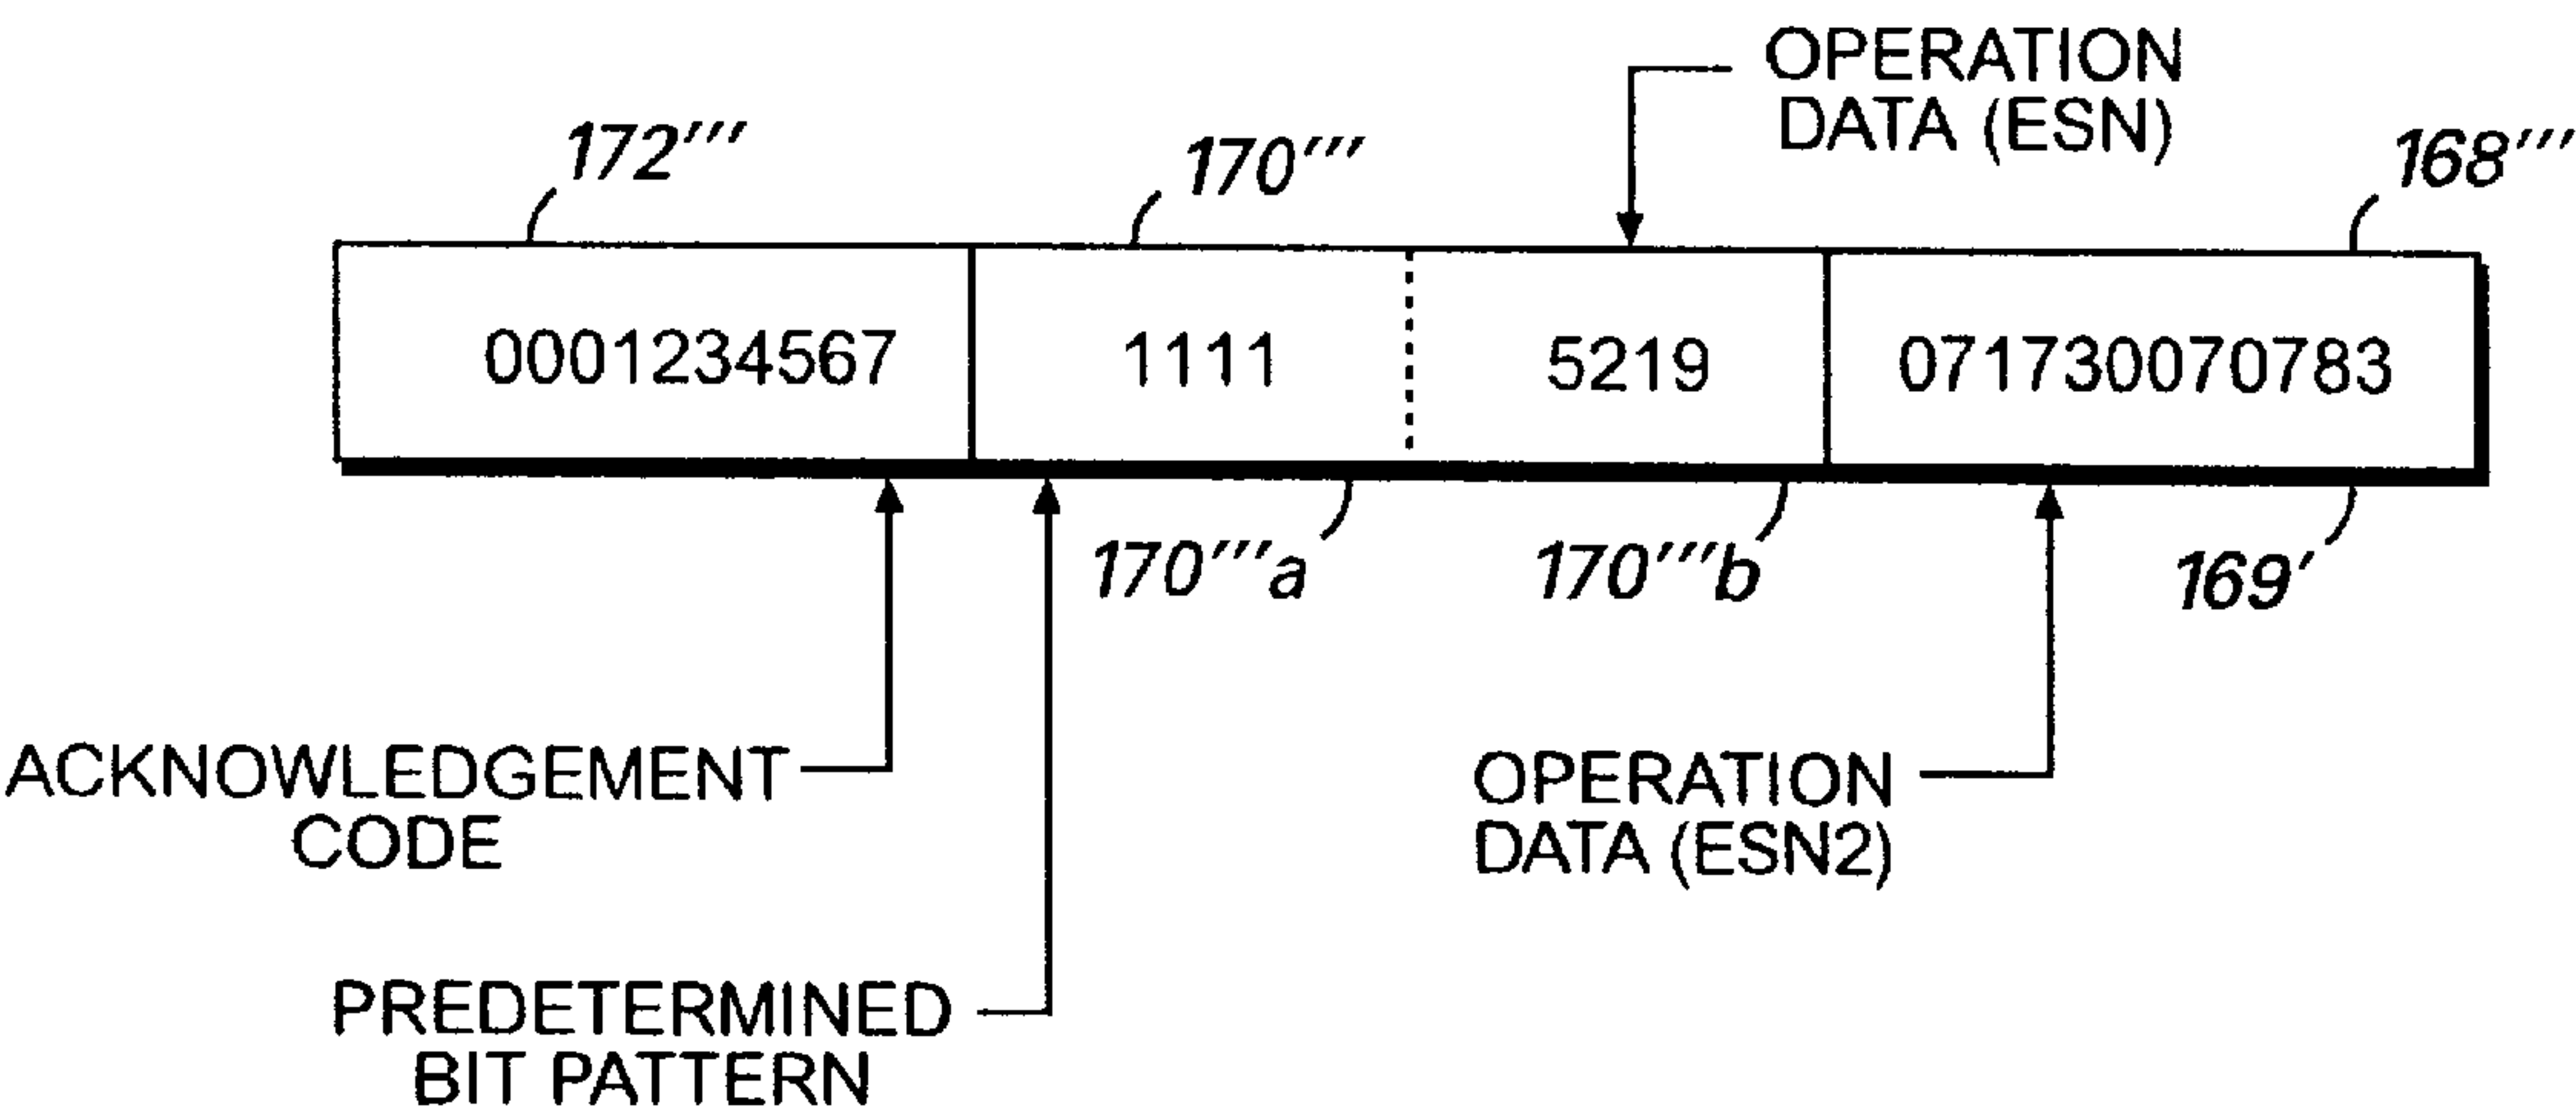 OPERATION
DATA (ESN)
172'''
170'''
168'''
0001234567
1111
5219
071730070783
170'''a
170'''b
169'
ACKNOWLEDGEMENT
CODE
OPERATION
DATA (ESN2)
PREDETERMINED
BIT PATTERN